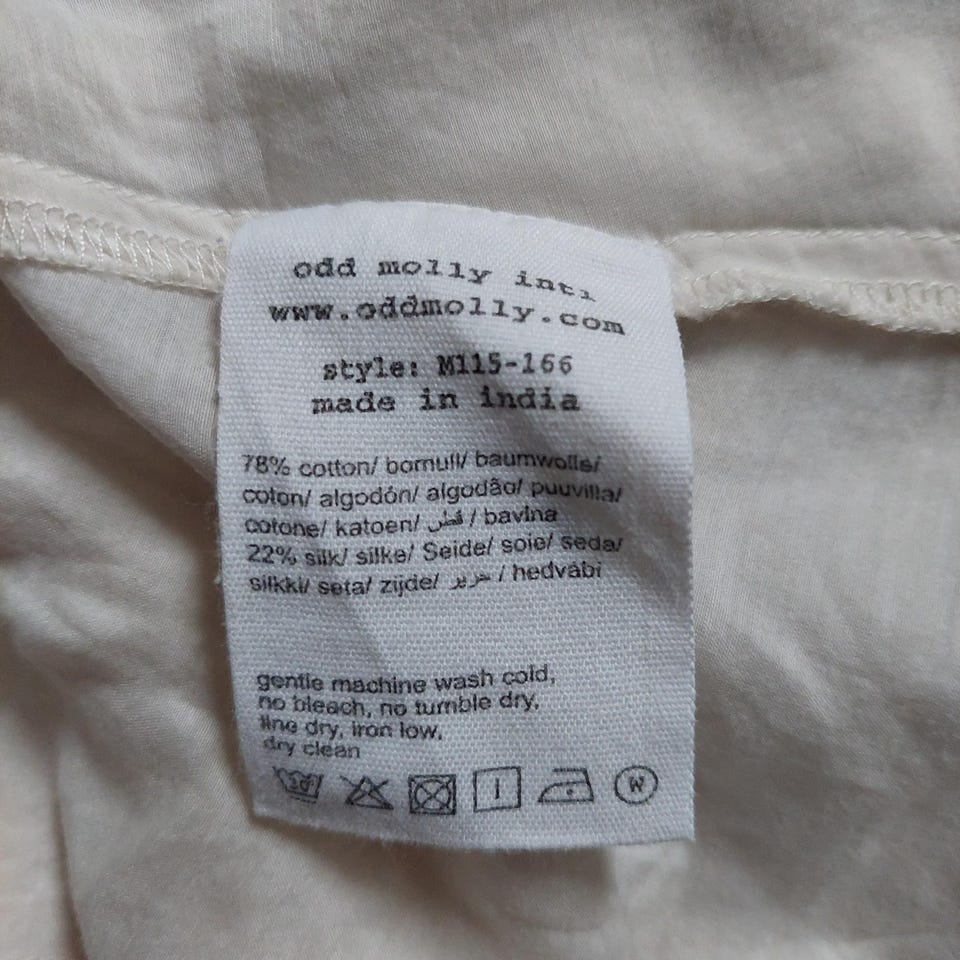 odd molly intl
www.oddmolly.com
style: M115-166
made in india
78% cotton/ bomull/ baumwolle/
coton/ algodón/ algodão/ puuvilla/
cotone/ katoen/ قطن / bavlna
22% silk/ silke/ Seide/ soie/ seda/
silkki/ seta/ zijde/ حرير / hedvábí
gentle machine wash cold,
no bleach, no tumble dry,
line dry, iron low,
dry clean
30° W